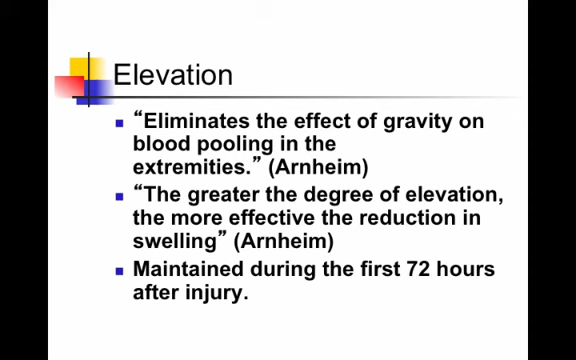 Elevation
“Eliminates the effect of gravity on
blood pooling in the
extremities.” (Arnheim)
“The greater the degree of elevation,
the more effective the reduction in
swelling” (Arnheim)
Maintained during the first 72 hours
after injury.